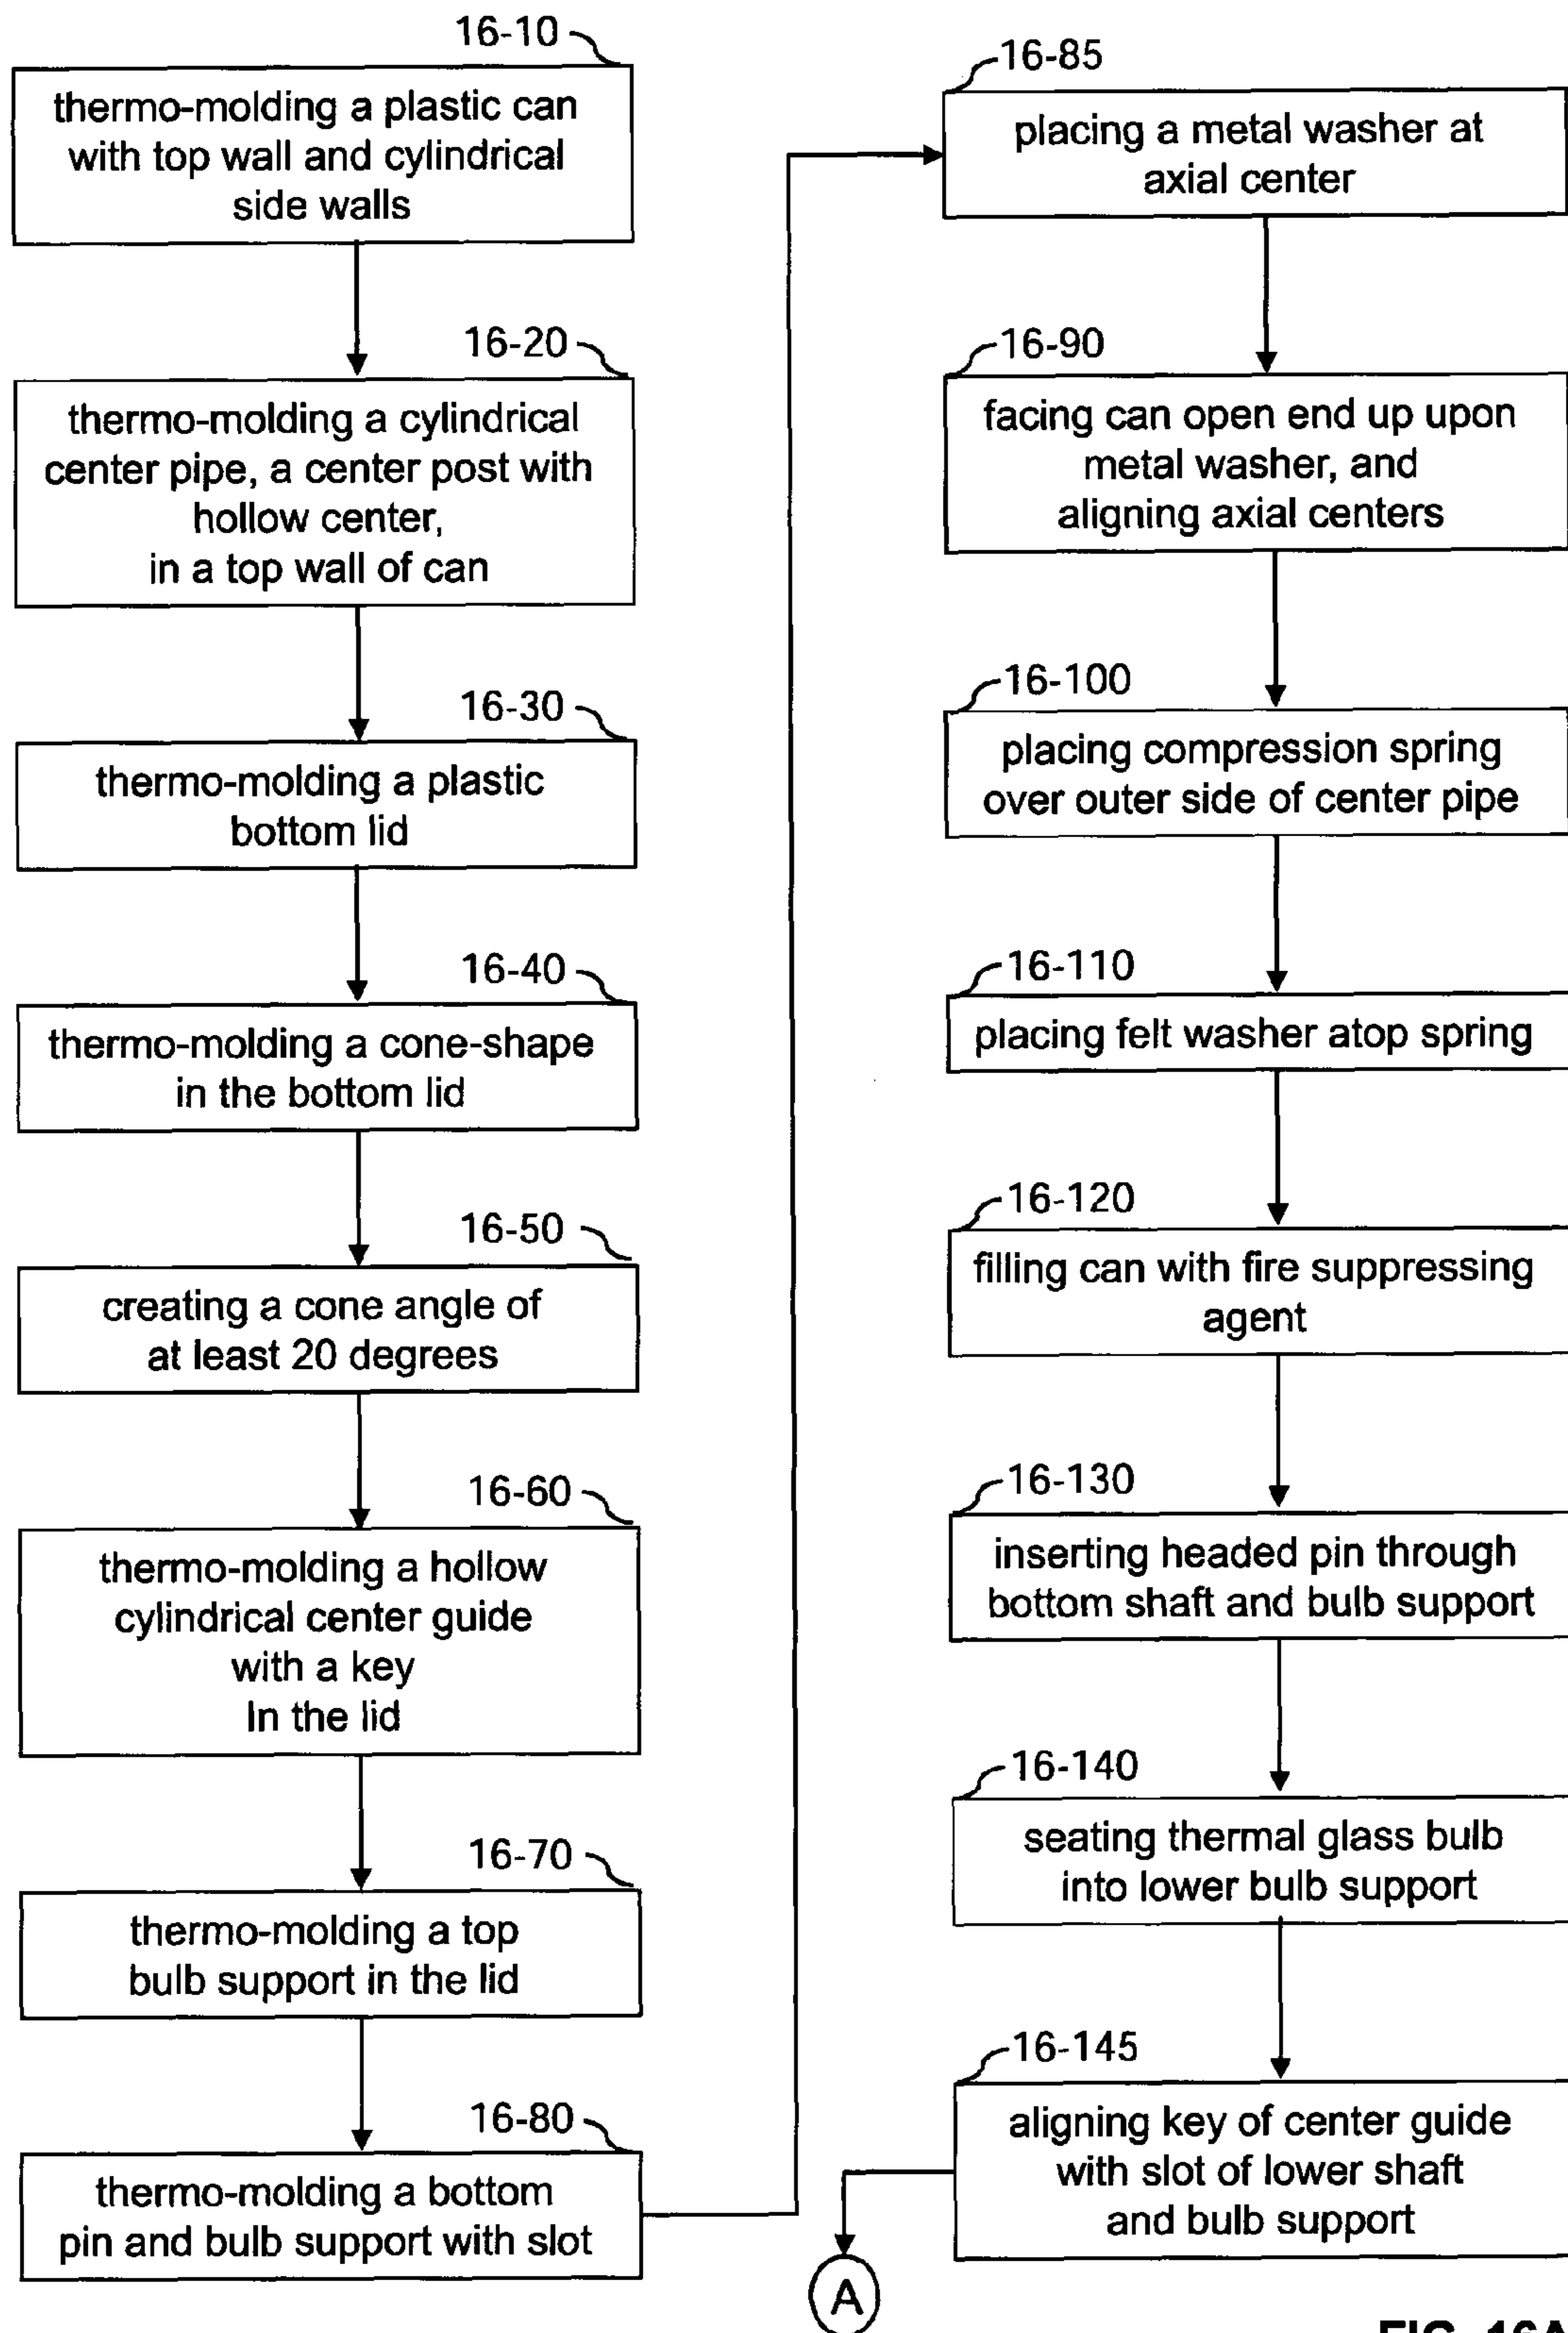 16-10
thermo-molding a plastic can
with top wall and cylindrical
side walls
16-20
thermo-molding a cylindrical
center pipe, a center post with
hollow center,
in a top wall of can
16-30
thermo-molding a plastic
bottom lid
16-40
thermo-molding a cone-shape
in the bottom lid
16-50
creating a cone angle of
at least 20 degrees
16-60
thermo-molding a hollow
cylindrical center guide
with a key
In the lid
16-70
thermo-molding a top
bulb support in the lid
16-80
thermo-molding a bottom
pin and bulb support with slot
16-85
placing a metal washer at
axial center
16-90
facing can open end up upon
metal washer, and
aligning axial centers
16-100
placing compression spring
over outer side of center pipe
16-110
placing felt washer atop spring
16-120
filling can with fire suppressing
agent
16-130
inserting headed pin through
bottom shaft and bulb support
16-140
seating thermal glass bulb
into lower bulb support
16-145
aligning key of center guide
with slot of lower shaft
and bulb support
A
FIG. 16A